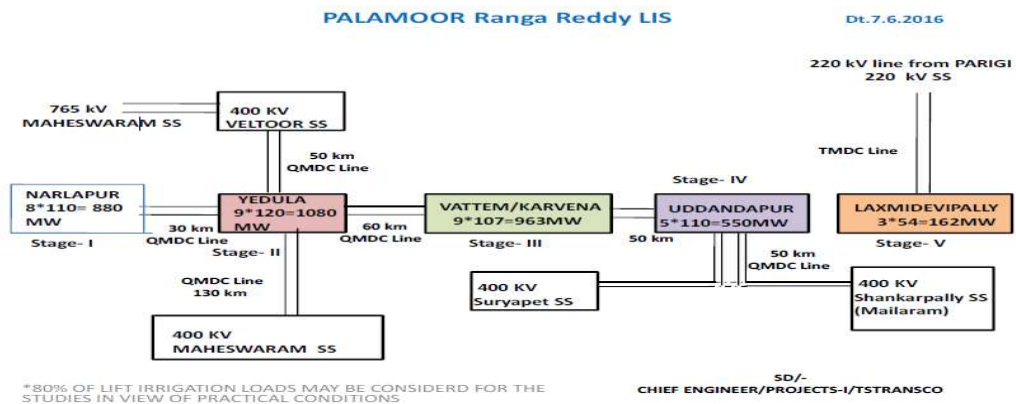 PALAMOOR Ranga Reddy LIS
Dt.7.6.2016
220 kV line from PARIGI
220 kV SS
765 kV
MAHESWARAM SS
400 KV
VELTOOR SS
50 km
QMDC Line
TMDC Line
NARLAPUR
8*110= 880
MW
Stage- I
30 km
QMDC Line
YEDULA
9*120=1080
MW
Stage- II
60 km
QMDC Line
VATTEM/KARVENA
9*107=963MW
Stage- III
50 km
Stage- IV
UDDANDAPUR
5*110=550MW
LAXMIDEVIPALLY
3*54=162MW
Stage- V
50 km
QMDC Line
QMDC Line
130 km
400 KV
Suryapet SS
400 KV
Shankarpally SS
(Mailaram)
400 KV
MAHESWARAM SS
*80% OF LIFT IRRIGATION LOADS MAY BE CONSIDERD FOR THE
STUDIES IN VIEW OF PRACTICAL CONDITIONS
SD/-
CHIEF ENGINEER/PROJECTS-I/TSTRANSCO